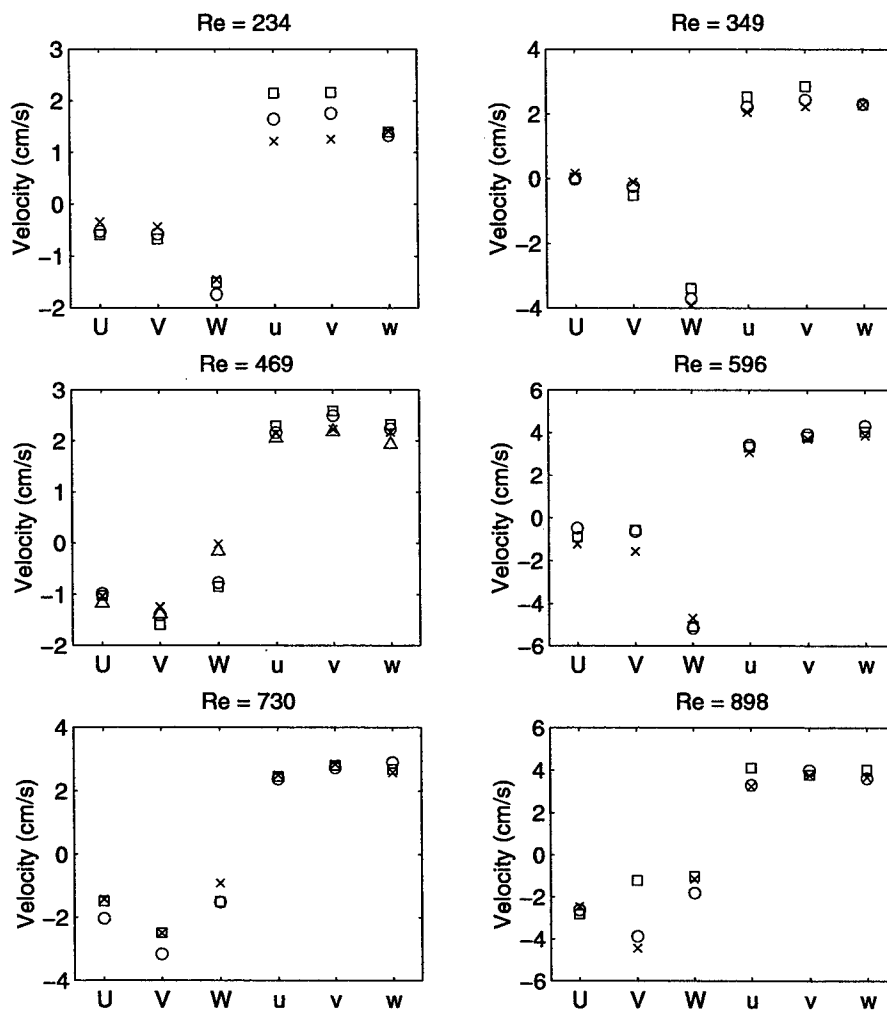 Re = 234
3
2
1
0
−1
−2
Velocity (cm/s)
U V W u v w
Re = 349
4
2
0
−2
−4
Velocity (cm/s)
U V W u v w
Re = 469
3
2
1
0
−1
−2
Velocity (cm/s)
U V W u v w
Re = 596
6
4
2
0
−2
−4
−6
Velocity (cm/s)
U V W u v w
Re = 730
4
2
0
−2
−4
Velocity (cm/s)
U V W u v w
Re = 898
6
4
2
0
−2
−4
−6
Velocity (cm/s)
U V W u v w